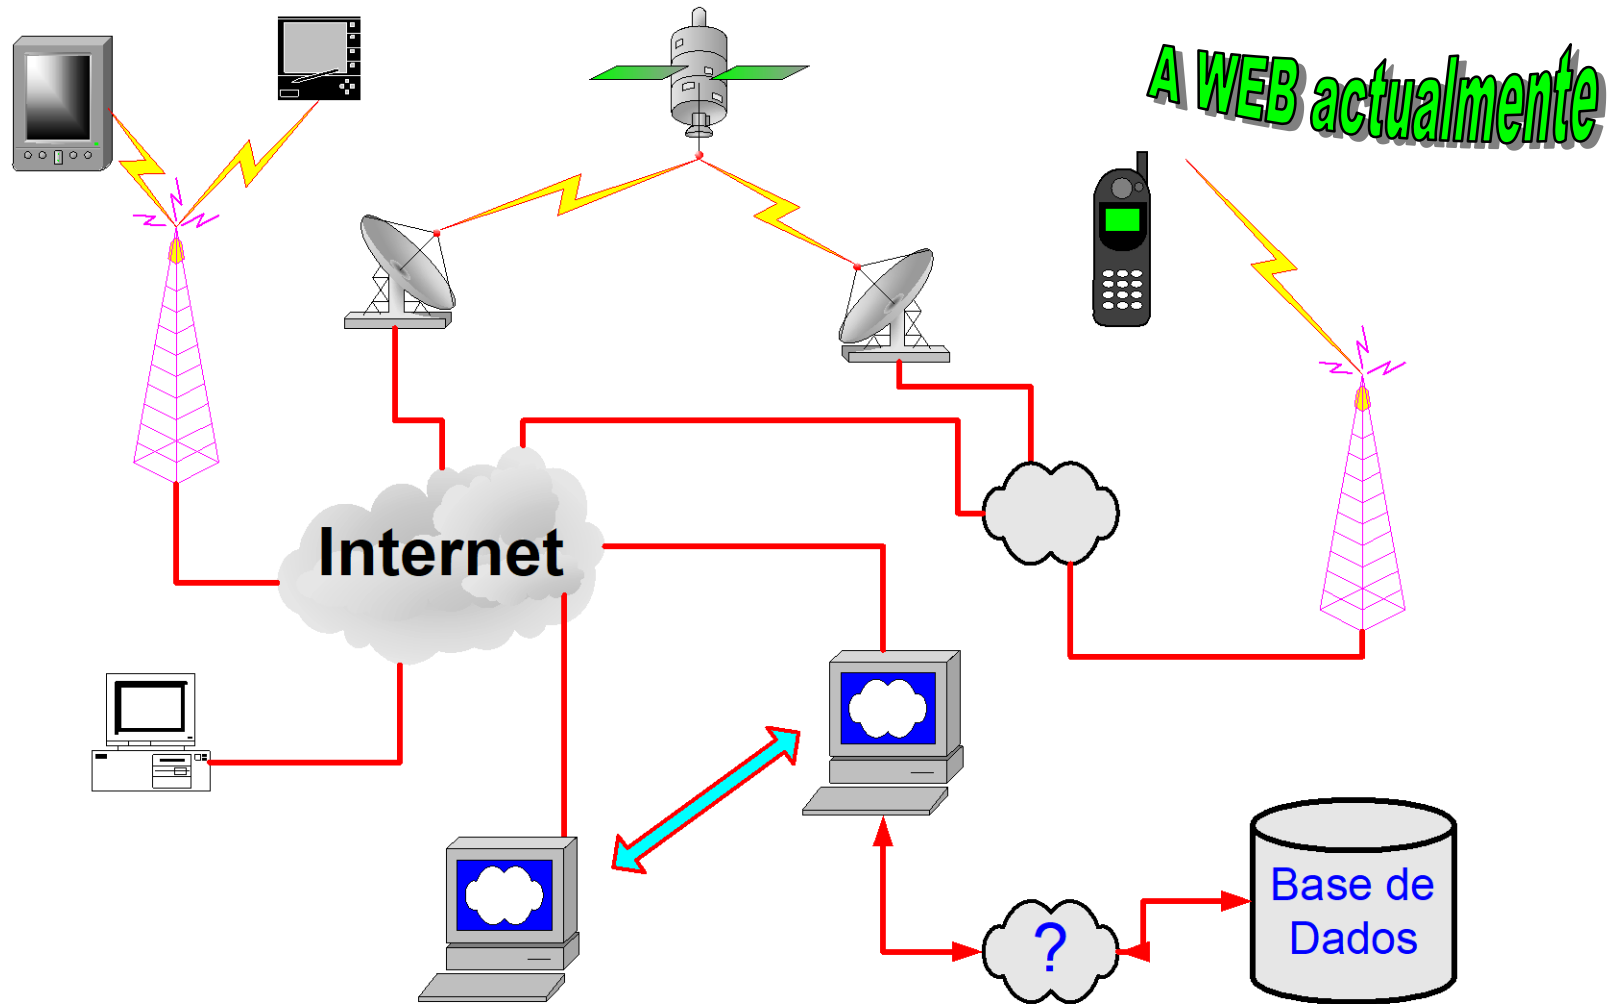 A WEB actualmente
Internet
?
Base de
Dados